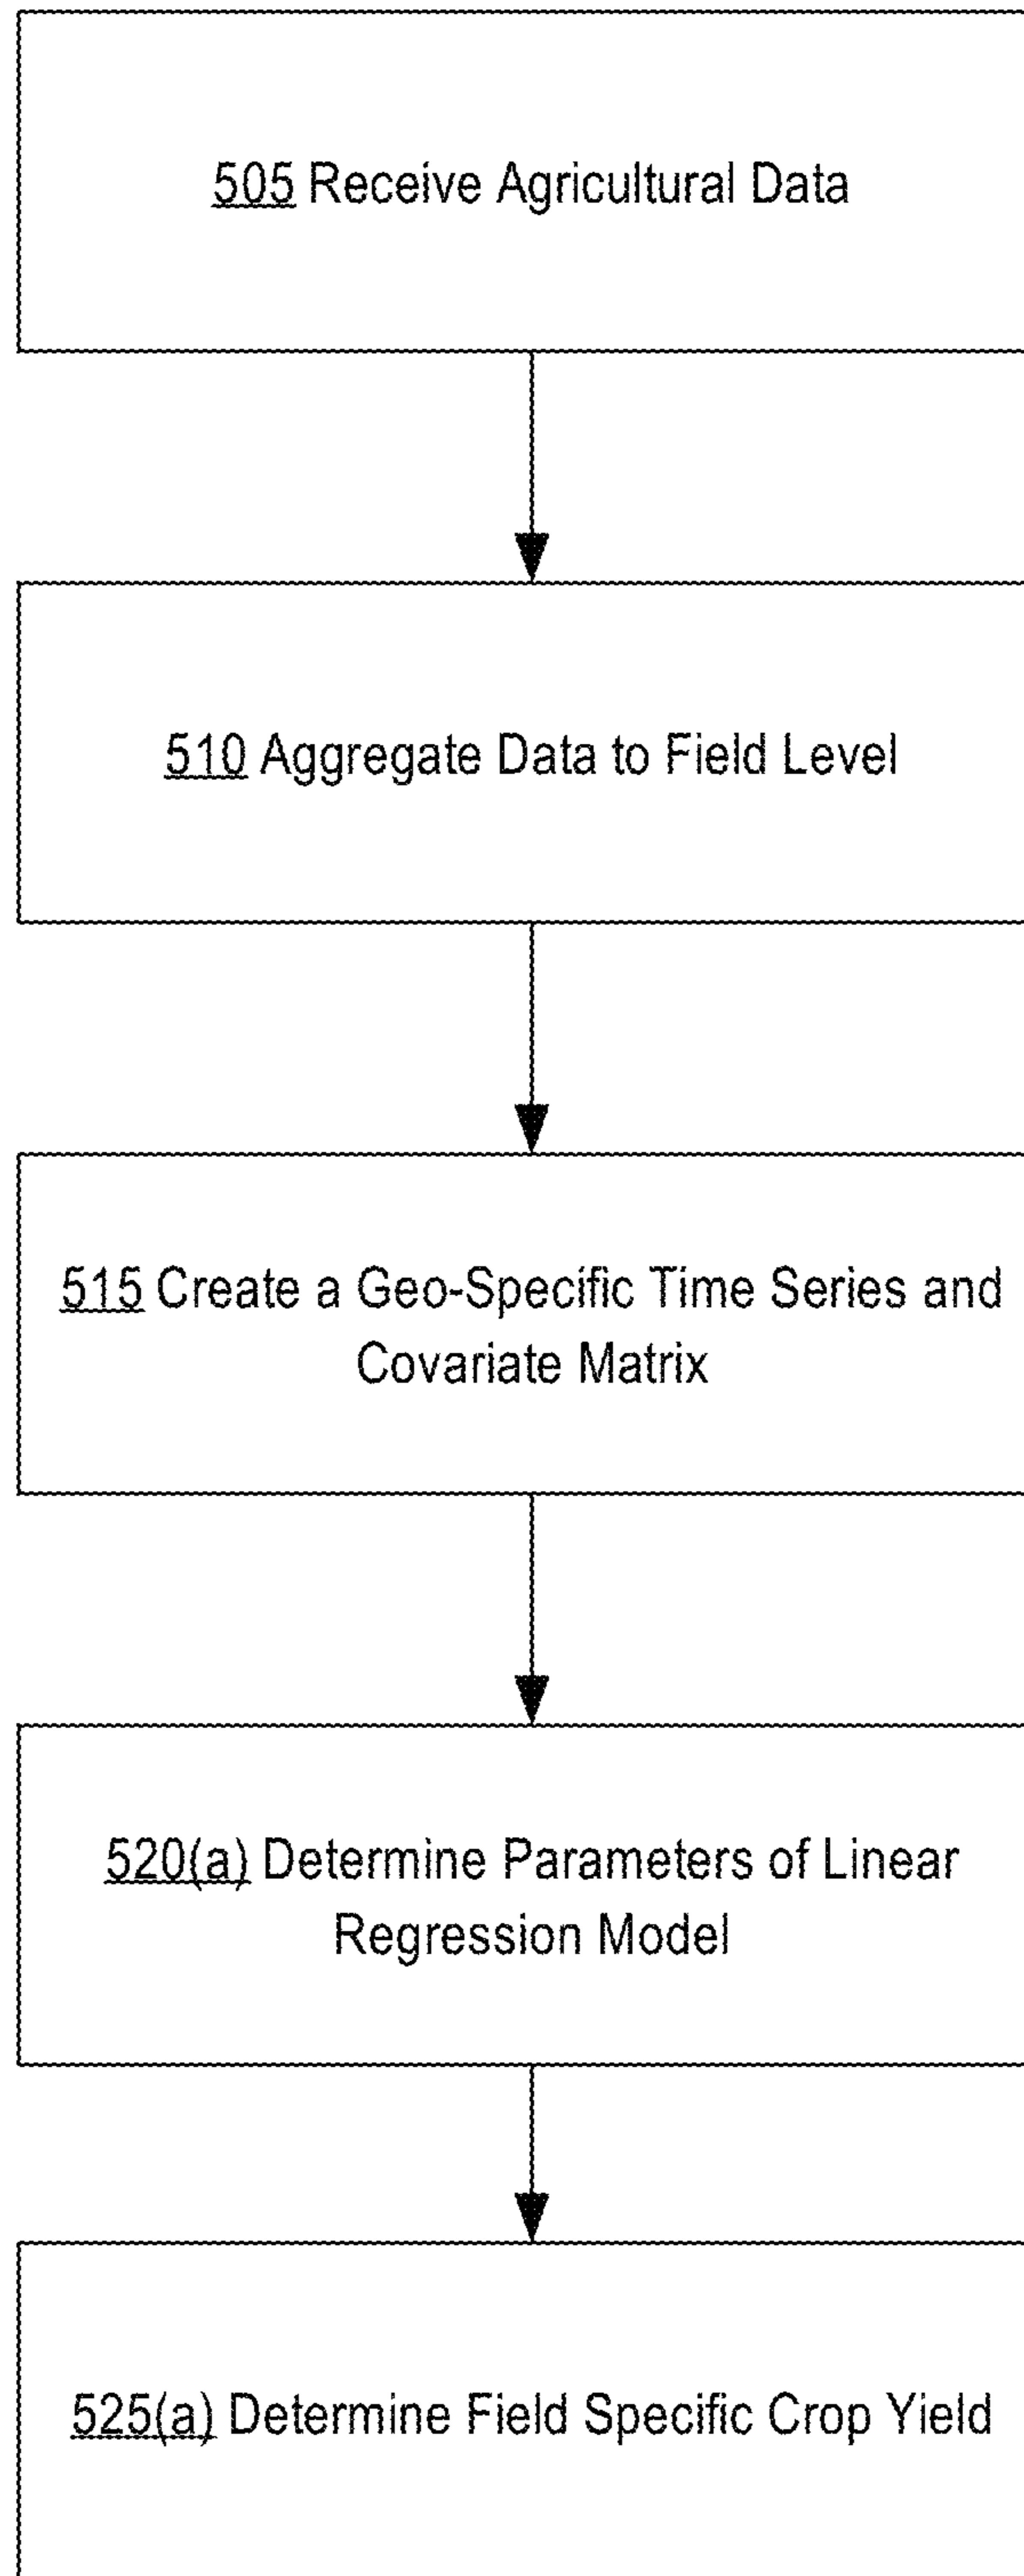 505 Receive Agricultural Data
510 Aggregate Data to Field Level
515 Create a Geo-Specific Time Series and
Covariate Matrix
520(a) Determine Parameters of Linear
Regression Model
525(a) Determine Field Specific Crop Yield